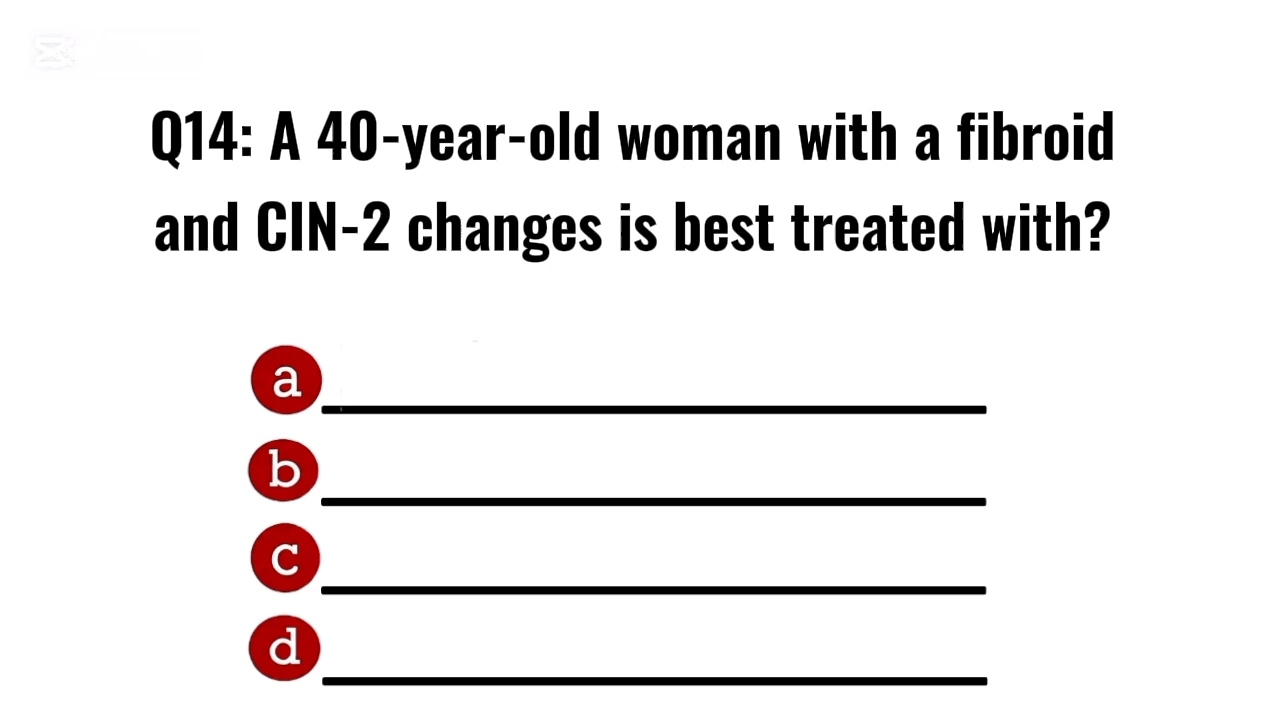 Q14: A 40-year-old woman with a fibroid
and CIN-2 changes is best treated with?
a
b
c
d